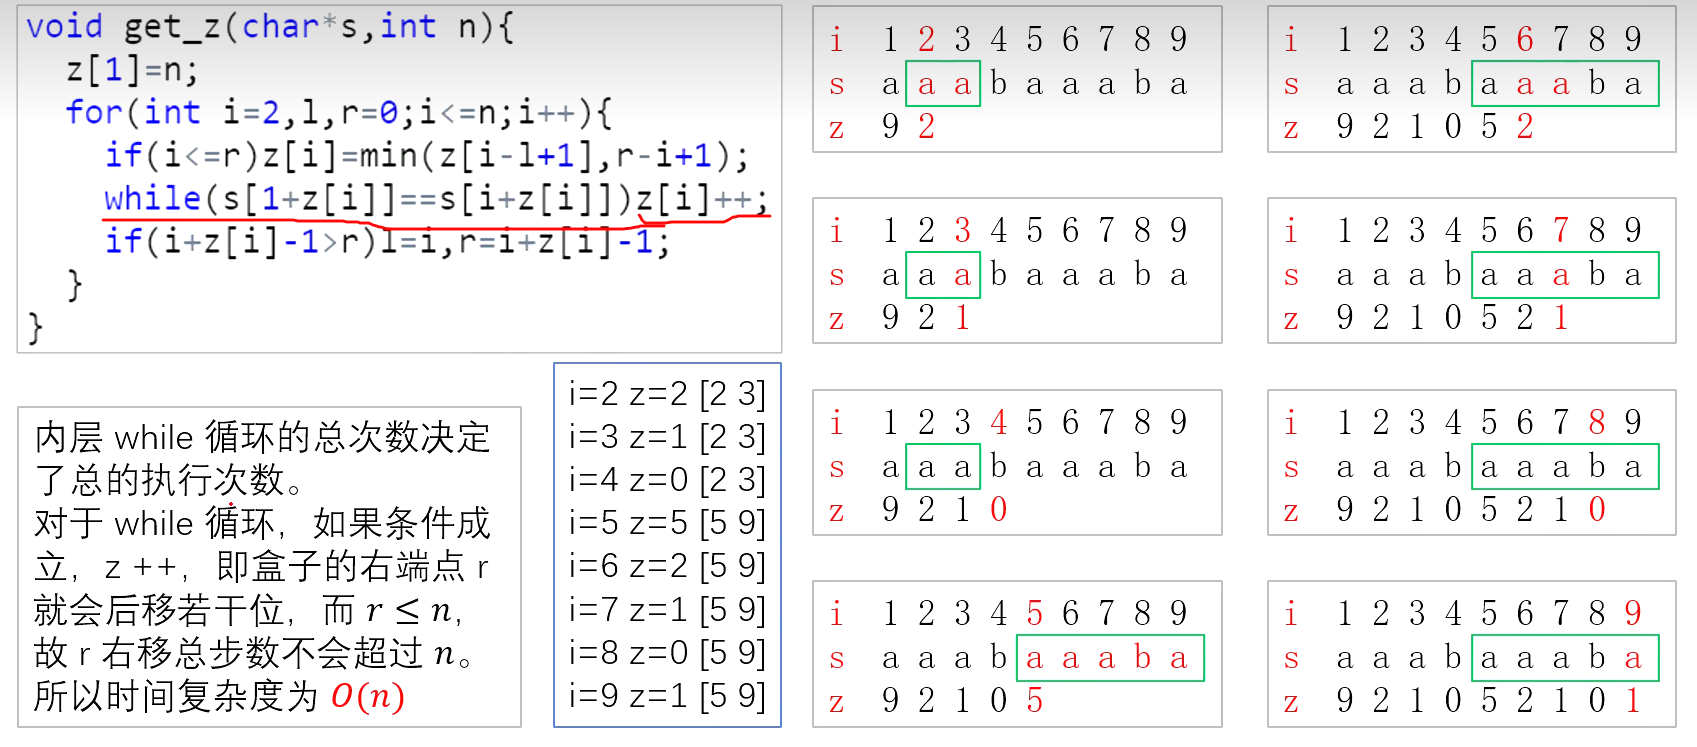 void get_z(char*s,int n){
z[1]=n;
for(int i=2,l,r=0;i<=n;i++){
if(i<=r)z[i]=min(z[i-l+1],r-i+1);
while(s[1+z[i]]==s[i+z[i]])z[i]++;
if(i+z[i]-1>r)l=i,r=i+z[i]-1;
}
}
内层 while 循环的总次数决定
了总的执行次数。
对于 while 循环，如果条件成
立，z ++，即盒子的右端点 r
就会后移若干位，而 r ≤ n，
故 r 右移总步数不会超过 n。
所以时间复杂度为 O(n)
i=2 z=2 [2 3]
i=3 z=1 [2 3]
i=4 z=0 [2 3]
i=5 z=5 [5 9]
i=6 z=2 [5 9]
i=7 z=1 [5 9]
i=8 z=0 [5 9]
i=9 z=1 [5 9]
i 1 2 3 4 5 6 7 8 9
s a a a b a a a b a
z 9 2
i 1 2 3 4 5 6 7 8 9
s a a a b a a a b a
z 9 2 1
i 1 2 3 4 5 6 7 8 9
s a a a b a a a b a
z 9 2 1 0
i 1 2 3 4 5 6 7 8 9
s a a a b a a a b a
z 9 2 1 0 5
i 1 2 3 4 5 6 7 8 9
s a a a b a a a b a
z 9 2 1 0 5 2
i 1 2 3 4 5 6 7 8 9
s a a a b a a a b a
z 9 2 1 0 5 2 1
i 1 2 3 4 5 6 7 8 9
s a a a b a a a b a
z 9 2 1 0 5 2 1 0
i 1 2 3 4 5 6 7 8 9
s a a a b a a a b a
z 9 2 1 0 5 2 1 0 1